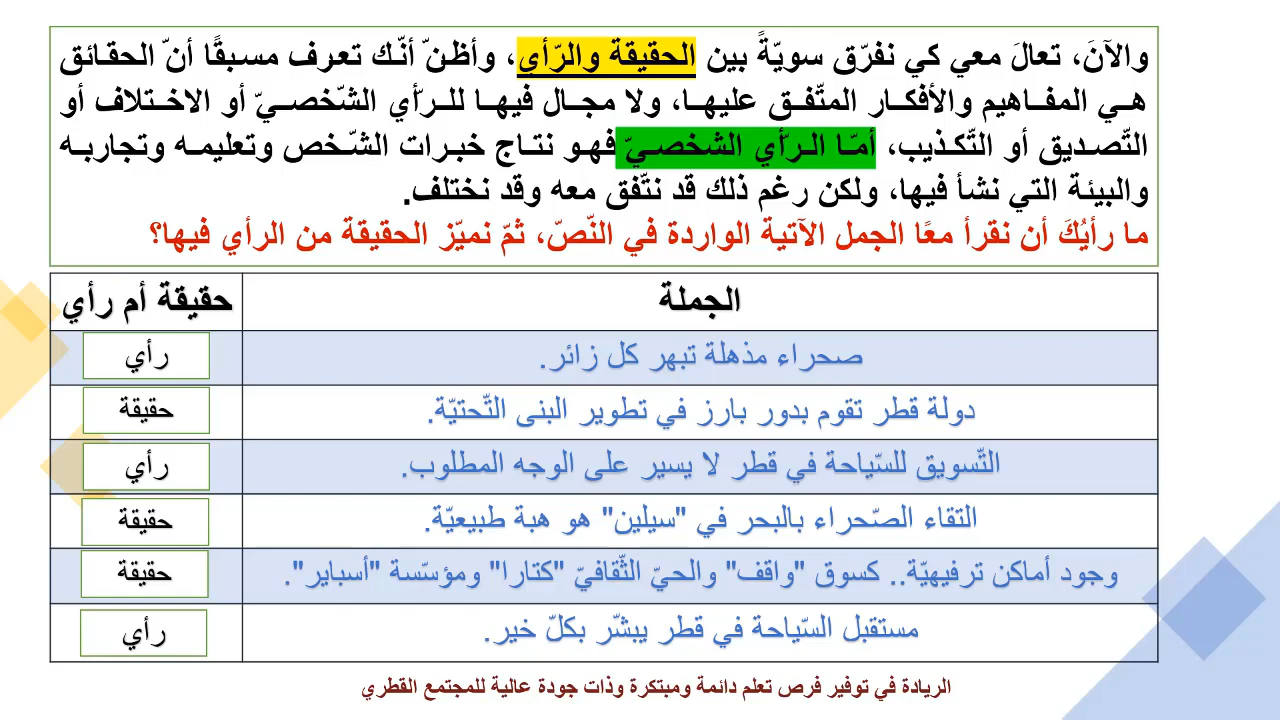 والآنَ، تعالَ معي كي نفرّق سويّةً بين الحقيقة والرّأي، وأظنّ أنّك تعرف مسبقًا أنّ الحقائق
هي المفاهيم والأفكار المتّفق عليها، ولا مجال فيها للرّأي الشّخصيّ أو الاختلاف أو
التّصديق أو التّكذيب، أمّا الرّأي الشخصيّ فهو نتاج خبرات الشّخص وتعليمه وتجاربه
والبيئة التي نشأ فيها، ولكن رغم ذلك قد نتّفق معه وقد نختلف.
ما رأيُكَ أن نقرأ معًا الجمل الآتية الواردة في النّصّ، ثمّ نميّز الحقيقة من الرأي فيها؟
الجملة حقيقة أم رأي
صحراء مذهلة تبهر كل زائر. رأي
دولة قطر تقوم بدور بارز في تطوير البنى التّحتيّة. حقيقة
التّسويق للسّياحة في قطر لا يسير على الوجه المطلوب. رأي
التقاء الصّحراء بالبحر في "سيلين" هو هبة طبيعيّة. حقيقة
وجود أماكن ترفيهيّة.. كسوق "واقف" والحيّ الثّقافيّ "كتارا" ومؤسّسة "أسباير". حقيقة
مستقبل السّياحة في قطر يبشّر بكلّ خير. رأي
الريادة في توفير فرص تعلم دائمة ومبتكرة وذات جودة عالية للمجتمع القطري